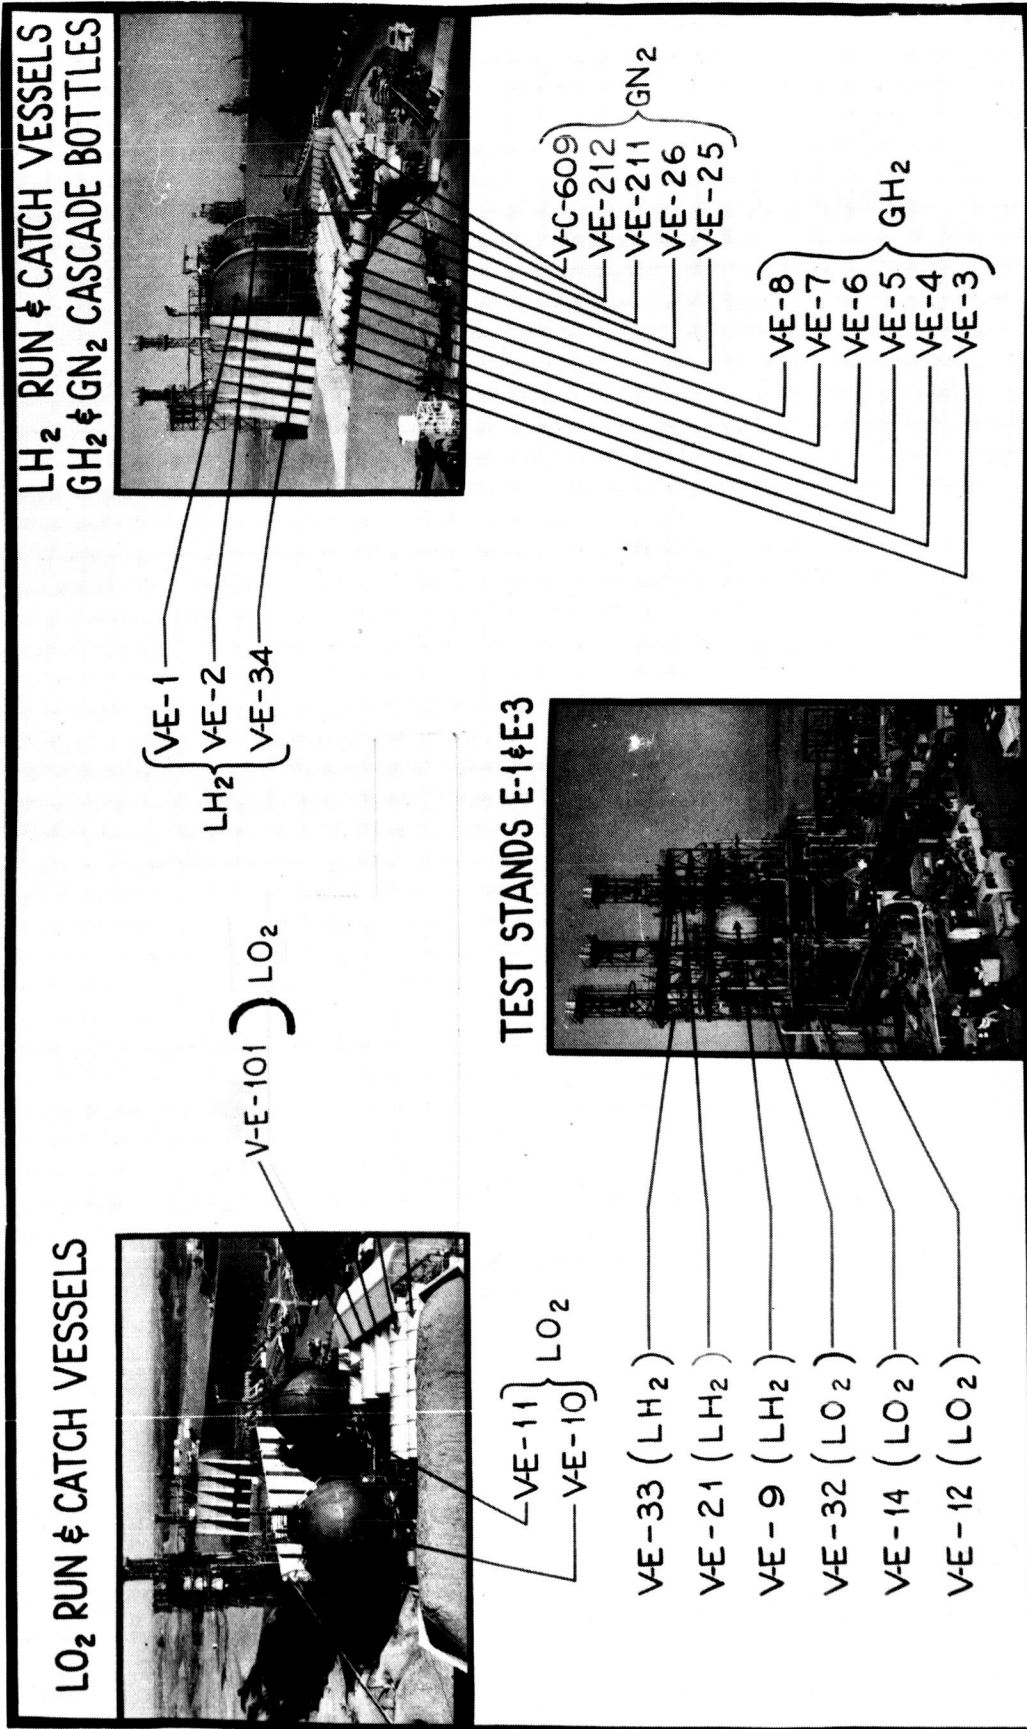 LO₂ RUN & CATCH VESSELS
V-E-101 ) LO₂
V-E-11
V-E-10
} LO₂
LH₂ RUN & CATCH VESSELS
GH₂ & GN₂ CASCADE BOTTLES
LH₂ {
V-E-1
V-E-2
V-E-34
V-C-609
V-E-212
V-E-211
V-E-26
V-E-25
} GN₂
V-E-8
V-E-7
V-E-6
V-E-5
V-E-4
V-E-3
} GH₂
TEST STANDS E-1 & E-3
V-E-33 (LH₂)
V-E-21 (LH₂)
V-E-9 (LH₂)
V-E-32 (LO₂)
V-E-14 (LO₂)
V-E-12 (LO₂)